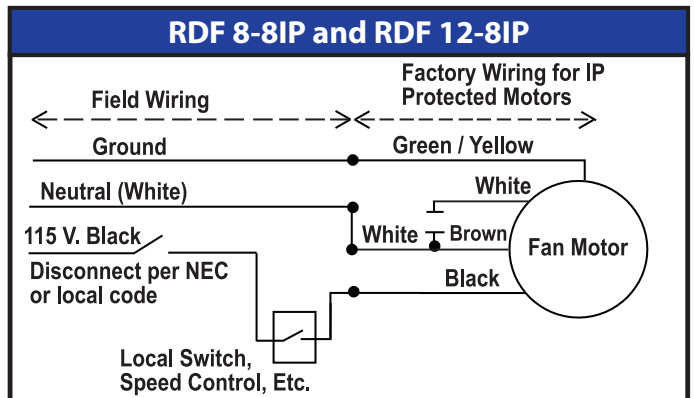 RDF 8-8IP and RDF 12-8IP
Field Wiring
Factory Wiring for IP
Protected Motors
Ground
Green / Yellow
Neutral (White)
White
115 V. Black
White
Brown
Fan Motor
Disconnect per NEC
or local code
Black
Local Switch,
Speed Control, Etc.